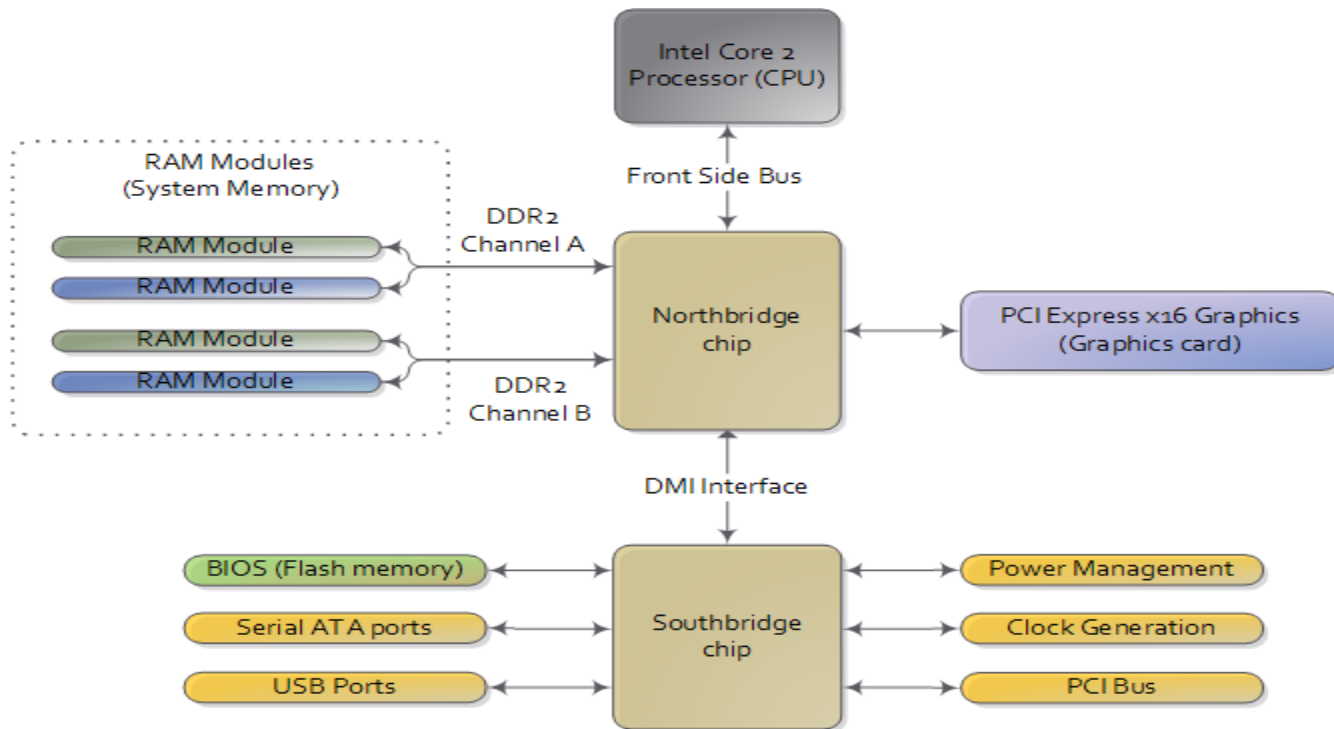 Intel Core 2
Processor (CPU)
Front Side Bus
RAM Modules
(System Memory)
RAM Module
RAM Module
RAM Module
RAM Module
DDR2
Channel A
DDR2
Channel B
Northbridge
chip
PCI Express x16 Graphics
(Graphics card)
DMI Interface
BIOS (Flash memory)
Serial ATA ports
USB Ports
Southbridge
chip
Power Management
Clock Generation
PCI Bus